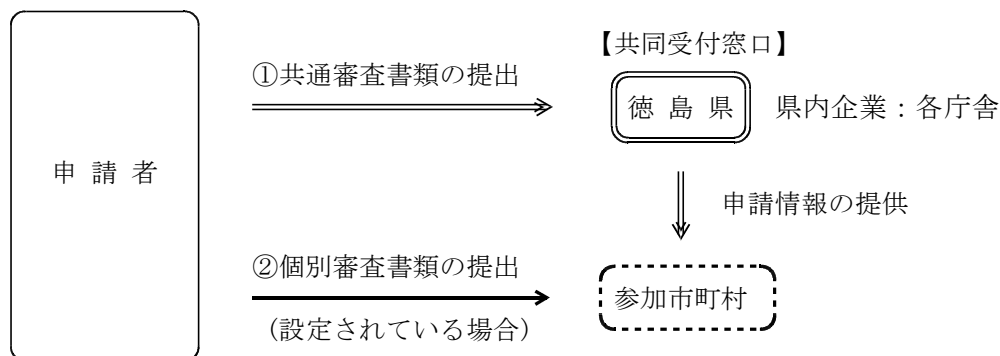 【共同受付窓口】
①共通審査書類の提出
徳 島 県 県内企業：各庁舎
申 請 者
申請情報の提供
②個別審査書類の提出
参加市町村
（設定されている場合）